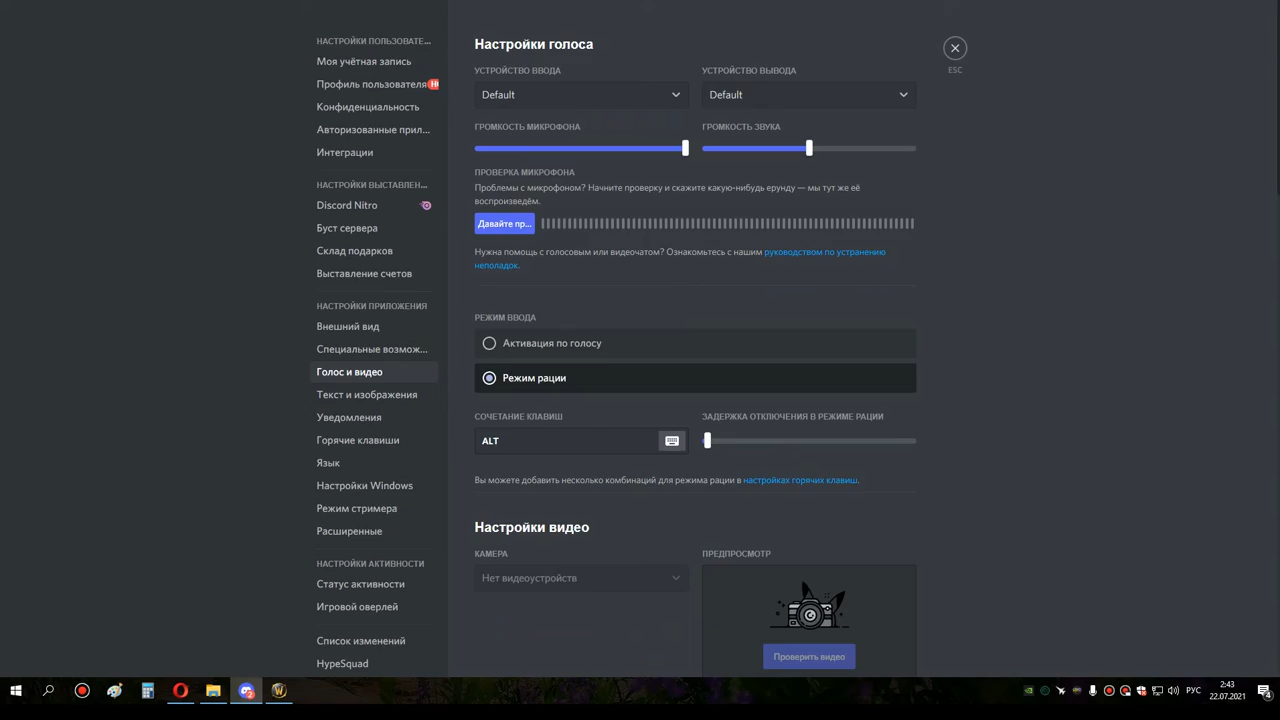 НАСТРОЙКИ ПОЛЬЗОВАТЕ...
Моя учётная запись
Профиль пользователя
Конфиденциальность
Авторизованные прил...
Интеграции
НАСТРОЙКИ ВЫСТАВЛЕН...
Discord Nitro
Буст сервера
Склад подарков
Выставление счетов
НАСТРОЙКИ ПРИЛОЖЕНИЯ
Внешний вид
Специальные возмож...
Голос и видео
Текст и изображения
Уведомления
Горячие клавиши
Язык
Настройки Windows
Режим стримера
Расширенные
НАСТРОЙКИ АКТИВНОСТИ
Статус активности
Игровой оверлей
Список изменений
HypeSquad
Настройки голоса
УСТРОЙСТВО ВВОДА
УСТРОЙСТВО ВЫВОДА
Default
Default
ГРОМКОСТЬ МИКРОФОНА
ГРОМКОСТЬ ЗВУКА
ПРОВЕРКА МИКРОФОНА
Проблемы с микрофоном? Начните проверку и скажите какую-нибудь ерунду — мы тут же её
воспроизведём.
Давайте пр...
Нужна помощь с голосовым или видеочатом? Ознакомьтесь с нашим руководством по устранению
неполадок.
РЕЖИМ ВВОДА
Активация по голосу
Режим рации
СОЧЕТАНИЕ КЛАВИШ
ЗАДЕРЖКА ОТКЛЮЧЕНИЯ В РЕЖИМЕ РАЦИИ
ALT
Вы можете добавить несколько комбинаций для режима рации в настройках горячих клавиш.
Настройки видео
КАМЕРА
ПРЕДПРОСМОТР
Нет видеоустройств
Проверить видео
ESC
РУС
2:43
22.07.2021